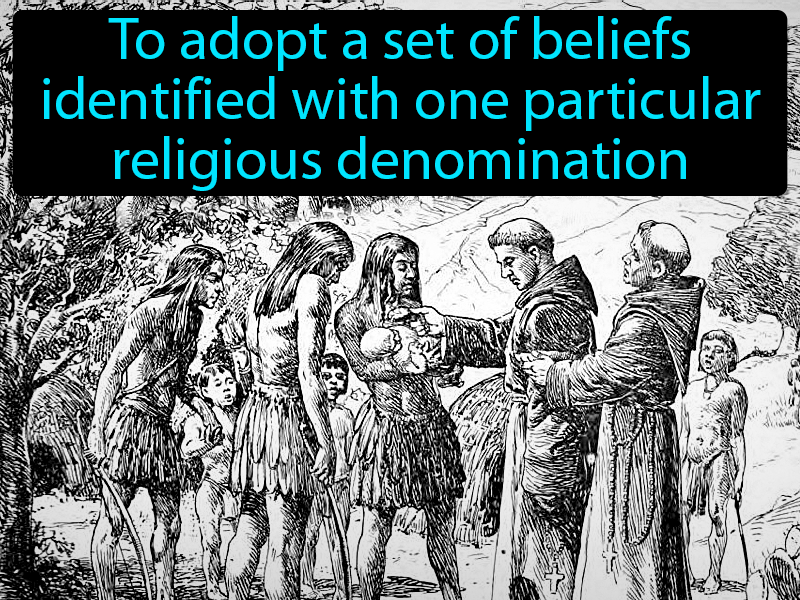 To adopt a set of beliefs
identified with one particular
religious denomination